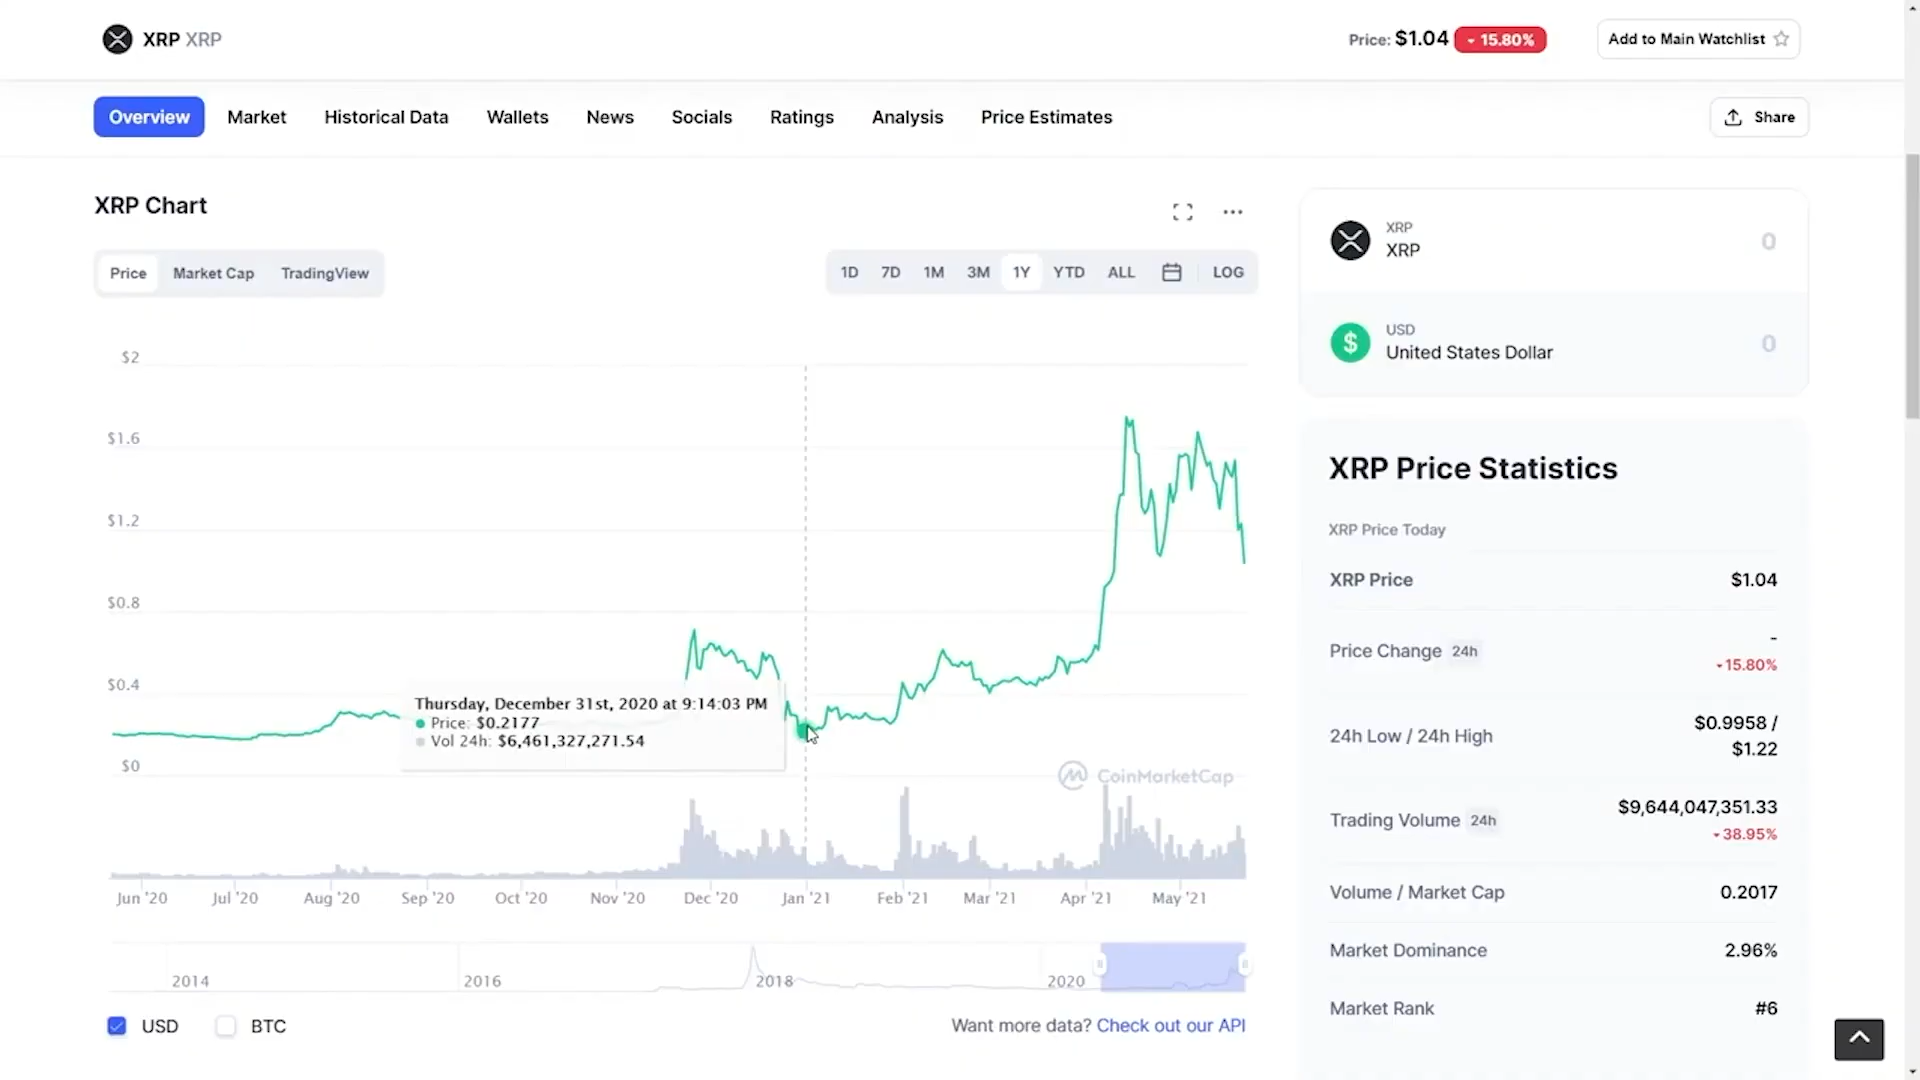 XRP XRP
Price: $1.04 15.80%
Add to Main Watchlist
Overview Market Historical Data Wallets News Socials Ratings Analysis Price Estimates
Share
XRP Chart
Price Market Cap TradingView
1D 7D 1M 3M 1Y YTD ALL LOG
$2
$1.6
$1.2
$0.8
$0.4
$0
Thursday, December 31st, 2020 at 9:14:03 PM
Price: $0.2177
Vol 24h: $6,461,327,271.54
CoinMarketCap
Jun '20 Jul '20 Aug '20 Sep '20 Oct '20 Nov '20 Dec '20 Jan '21 Feb '21 Mar '21 Apr '21 May '21
2014 2016 2018 2020
USD BTC
Want more data? Check out our API
XRP
XRP
0
USD
United States Dollar
0
XRP Price Statistics
XRP Price Today
XRP Price $1.04
Price Change 24h
-
15.80%
24h Low / 24h High
$0.9958 /
$1.22
Trading Volume 24h
$9,644,047,351.33
38.95%
Volume / Market Cap 0.2017
Market Dominance 2.96%
Market Rank #6